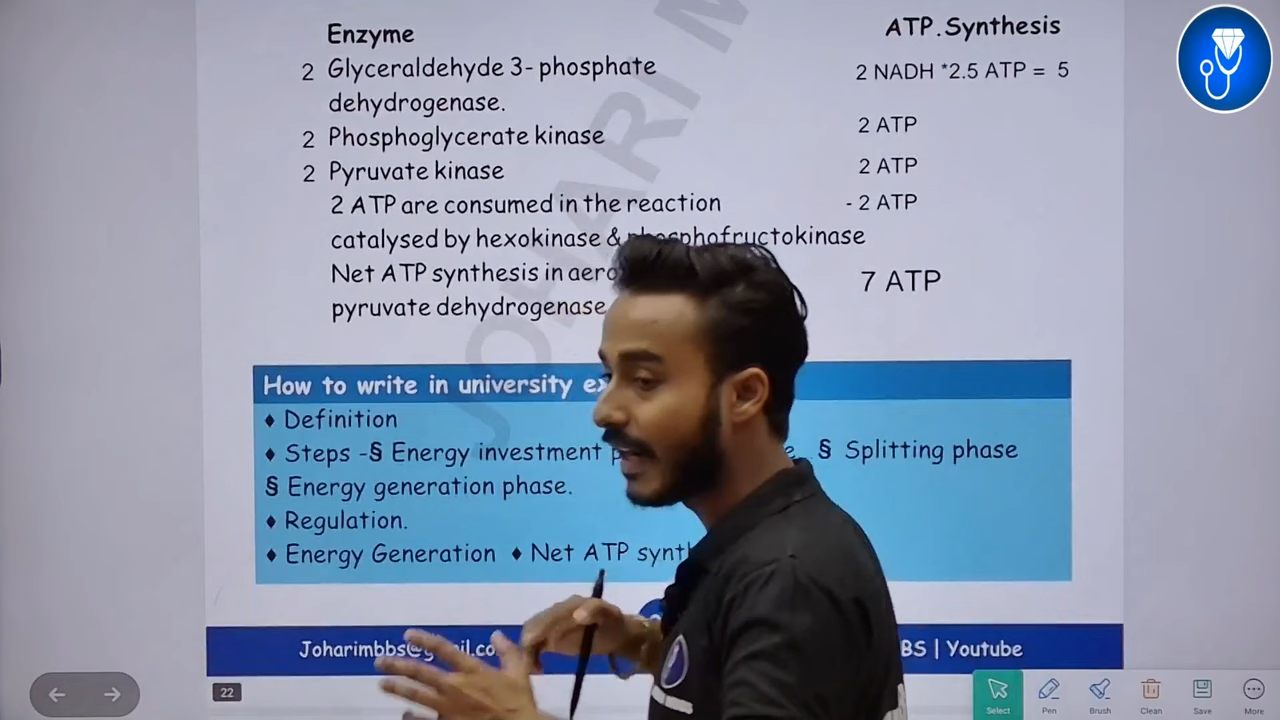 Enzyme
ATP.Synthesis
2 Glyceraldehyde 3-phosphate
2 NADH *2.5 ATP = 5
dehydrogenase.
2 Phosphoglycerate kinase
2 ATP
2 Pyruvate kinase
2 ATP
2 ATP are consumed in the reaction
- 2 ATP
catalysed by hexokinase & phosphofructokinase
Net ATP synthesis in
7 ATP
pyruvate dehydrogenase
JOHARI M
How to write in university
♦ Definition
♦ Steps -§ Energy investment § Splitting phase
§ Energy generation phase.
♦ Regulation.
♦ Energy Generation ♦ Net ATP
| Youtube
22
Select
Pen
Brush
Clean
Save
More